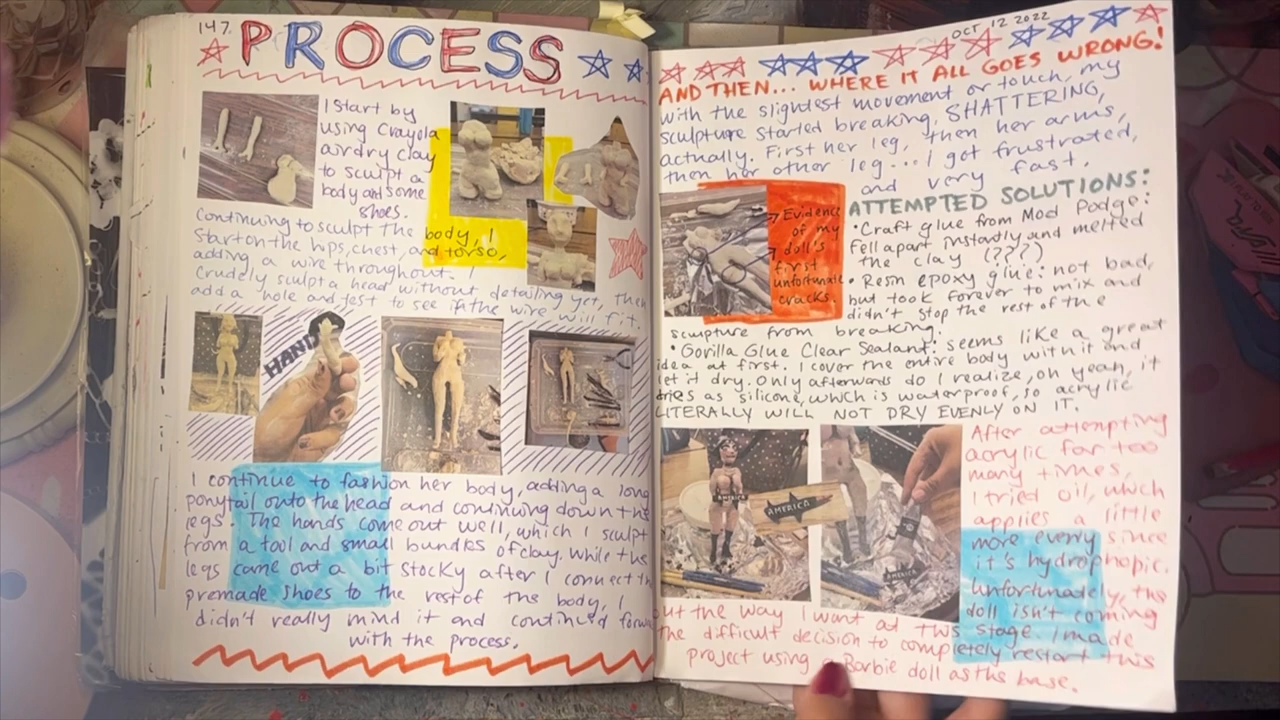 147.
PROCESS
I start by
using Crayola
airdry clay
to sculpt a
body and some
shoes.
Continuing to sculpt the body, I
start on the hips, chest, and torso,
adding a wire throughout. I
crudely sculpt a head without detailing yet, then
add a hole and test to see if the wire will fit.
HAND
I continue to fashion her body, adding a long
ponytail onto the head and continuing down the
legs. The hands come out well, which I sculpt
from a tool and small bundles of clay. While the
legs came out a bit stocky after I connect the
premade shoes to the rest of the body, I
didn't really mind it and continued forw
with the process.
OCT 12 2022
AND THEN... WHERE IT ALL GOES WRONG!
with the slightest movement or touch, my
sculpture started breaking. SHATTERING,
actually. First her leg, then her arms,
then her other leg... I got frustrated,
and very fast.
ATTEMPTED SOLUTIONS:
• Craft glue from Mod Podge:
fell apart instantly and melted
the clay (???)
• Resin epoxy glue: not bad,
but took forever to mix and
didn't stop the rest of the
sculpture from breaking.
• Gorilla Glue Clear Sealant: seems like a great
idea at first. I cover the entire body with it and
let it dry. Only afterwards do I realize, oh yeah, it
dries as silicone, which is waterproof, so acrylic
LITERALLY WILL NOT DRY EVENLY ON IT.
Evidence
of my
doll's
first
unfortunate
cracks.
AMERICA
AMERICA
AMERICA
After attempting
acrylic far too
many times,
I tried oil, which
applies a little
more every since
it's hydrophopic.
Unfortunately, the
doll isn't coming
out the way I want at this stage. I made
the difficult decision to completely restart this
project using a Barbie doll as the base.